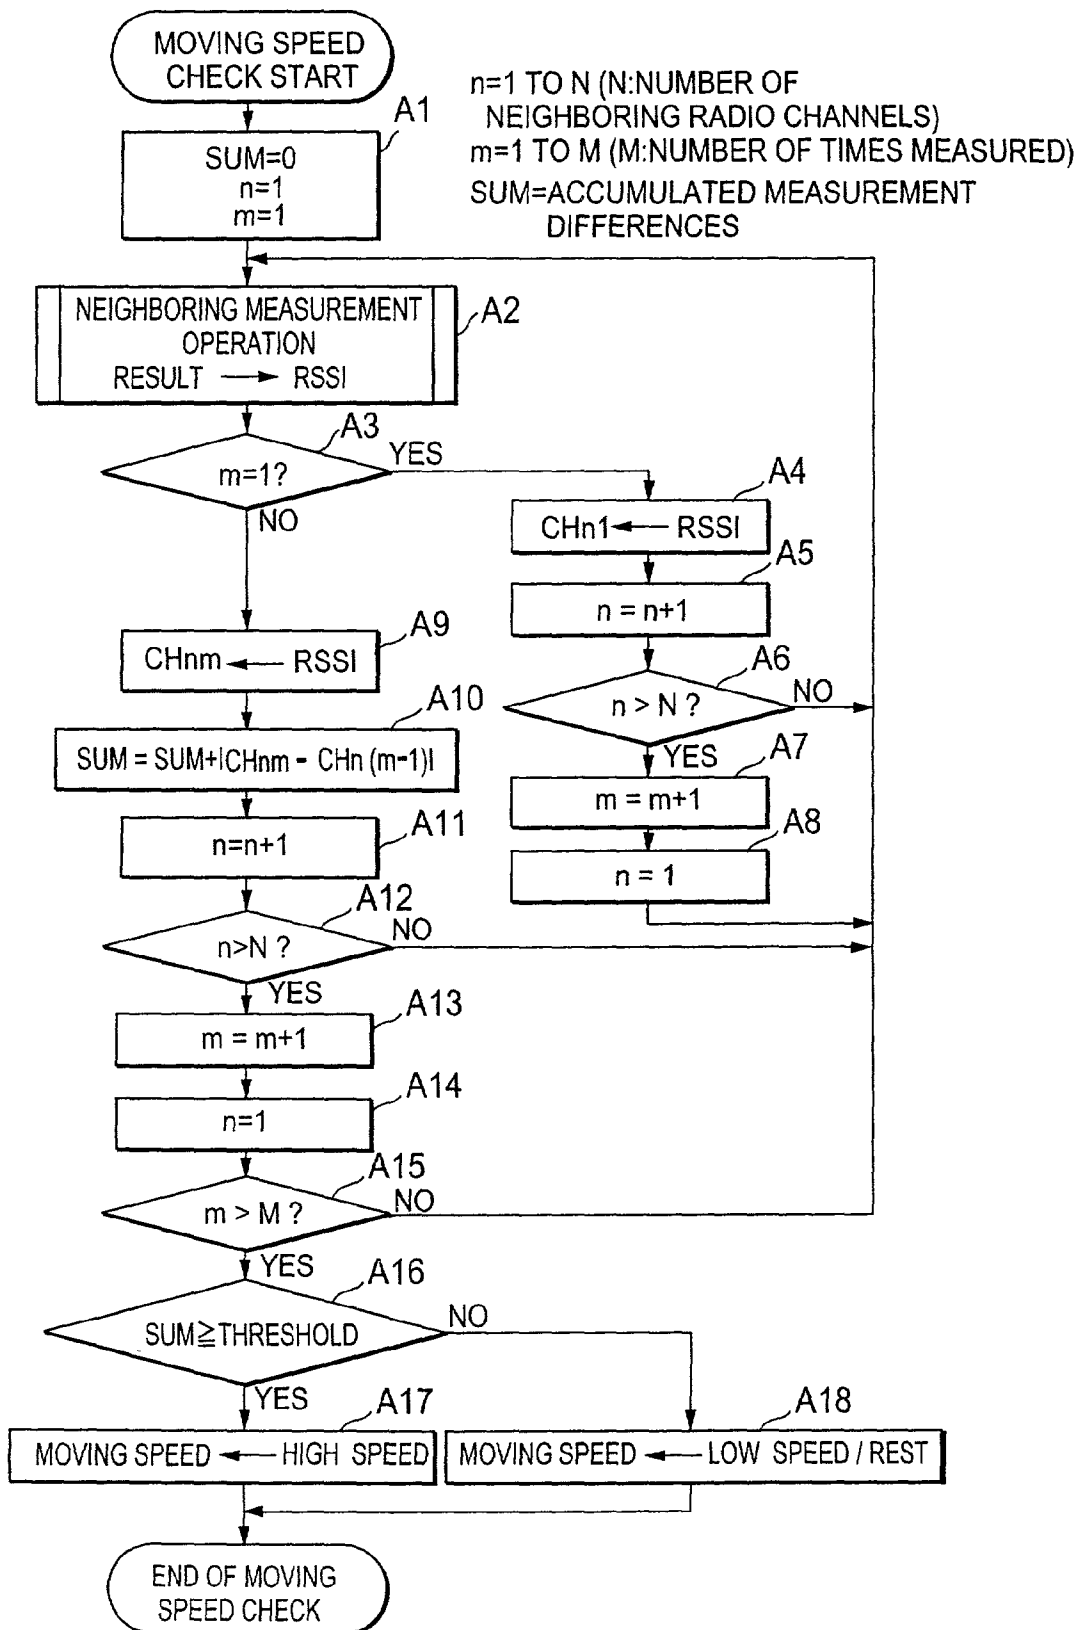 MOVING SPEED
CHECK START
n=1 TO N (N:NUMBER OF
NEIGHBORING RADIO CHANNELS)
m=1 TO M (M:NUMBER OF TIMES MEASURED)
SUM=ACCUMULATED MEASUREMENT
DIFFERENCES
A1
SUM=0
n=1
m=1
A2
NEIGHBORING MEASUREMENT
OPERATION
RESULT → RSSI
A3
m=1?
YES
NO
A4
CHn1 ← RSSI
A5
n = n+1
A6
n > N ?
NO
YES
A7
m = m+1
A8
n = 1
A9
CHnm ← RSSI
A10
SUM = SUM+|CHnm - CHn (m-1)|
A11
n=n+1
A12
n>N ?
NO
YES
A13
m = m+1
A14
n=1
A15
m > M ?
NO
YES
A16
SUM≧THRESHOLD
NO
YES
A17
MOVING SPEED ← HIGH SPEED
A18
MOVING SPEED ← LOW SPEED / REST
END OF MOVING
SPEED CHECK